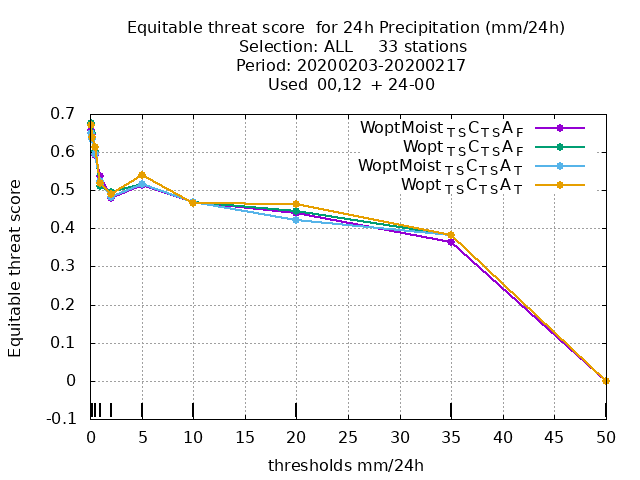 Equitable threat score  for 24h Precipitation (mm/24h)
Selection: ALL     33 stations
Period: 20200203-20200217
Used  00,12  + 24-00
WoptMoist TS C TS A F
Wopt TS C TS A F
WoptMoist TS C TS A T
Wopt TS C TS A T
0.7
0.6
0.5
0.4
0.3
0.2
0.1
0
-0.1
Equitable threat score
0 5 10 15 20 25 30 35 40 45 50
thresholds mm/24h